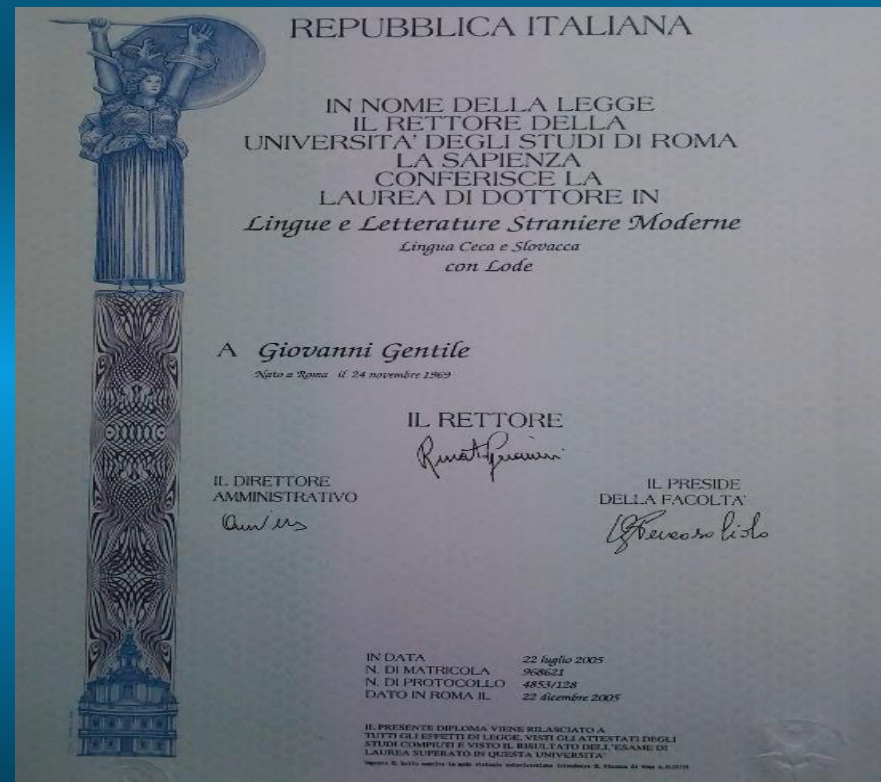 REPUBBLICA ITALIANA
IN NOME DELLA LEGGE
IL RETTORE DELLA
UNIVERSITA' DEGLI STUDI DI ROMA
LA SAPIENZA
CONFERISCE LA
LAUREA DI DOTTORE IN
Lingue e Letterature Straniere Moderne
Lingua Ceca e Slovacca
con Lode
A Giovanni Gentile
Nato a Roma il 24 novembre 1969
IL RETTORE
IL DIRETTORE
AMMINISTRATIVO
IL PRESIDE
DELLA FACOLTA'
IN DATA 22 luglio 2005
N. DI MATRICOLA 968621
N. DI PROTOCOLLO 4853/128
DATO IN ROMA IL 22 dicembre 2005
IL PRESENTE DIPLOMA VIENE RILASCIATO A
TUTTI GLI EFFETTI DI LEGGE, VISTI GLI ATTESTATI DEGLI
STUDI COMPIUTI E VISTO IL RISULTATO DELL'ESAME DI
LAUREA SUPERATO IN QUESTA UNIVERSITA'